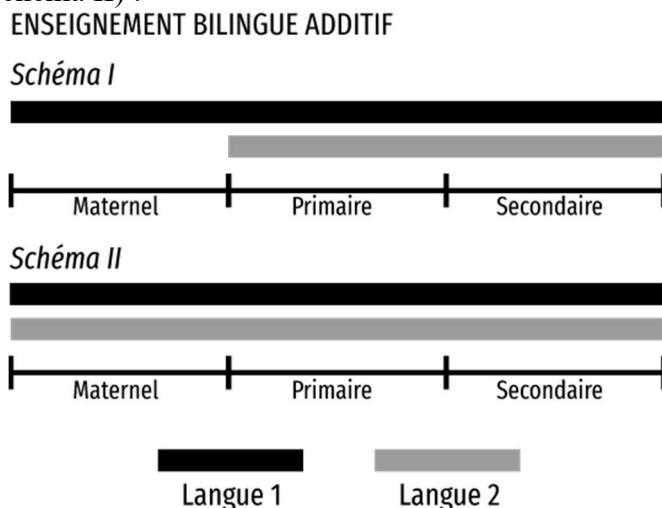 ENSEIGNEMENT BILINGUE ADDITIF
Schéma I
Maternel Primaire Secondaire
Schéma II
Maternel Primaire Secondaire
Langue 1 Langue 2